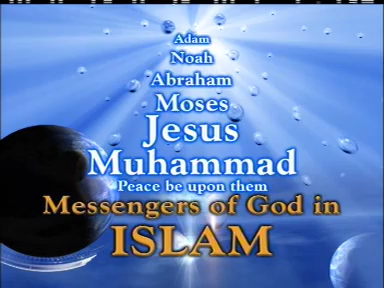 Adam
Noah
Abraham
Moses
Jesus
Muhammad
Peace be upon them
Messengers of God in
ISLAM